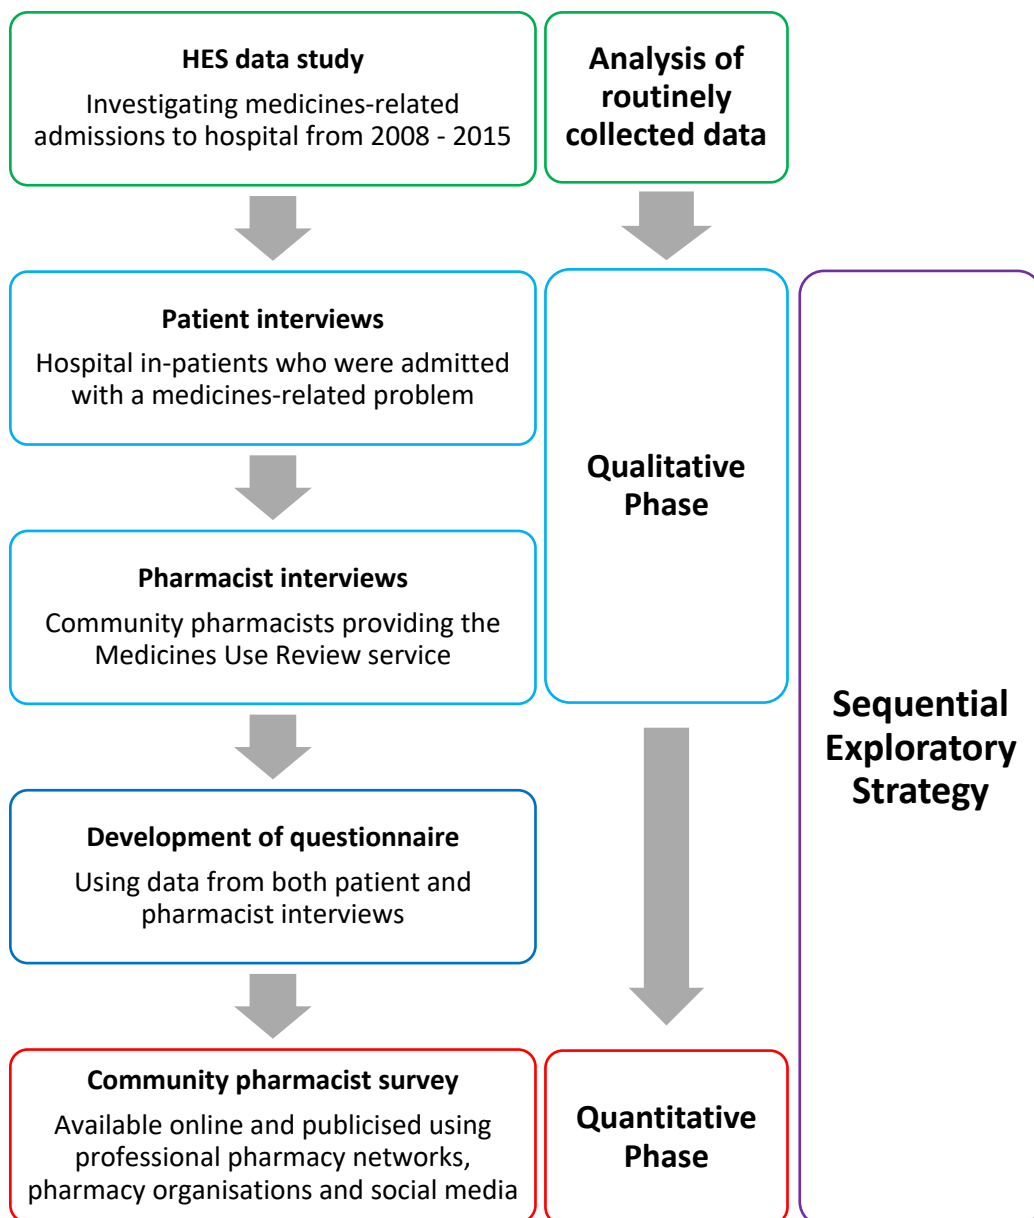 HES data study
Investigating medicines-related
admissions to hospital from 2008 - 2015
Analysis of
routinely
collected data
Patient interviews
Hospital in-patients who were admitted
with a medicines-related problem
Qualitative
Phase
Pharmacist interviews
Community pharmacists providing the
Medicines Use Review service
Sequential
Exploratory
Strategy
Development of questionnaire
Using data from both patient and
pharmacist interviews
Community pharmacist survey
Available online and publicised using
professional pharmacy networks,
pharmacy organisations and social media
Quantitative
Phase